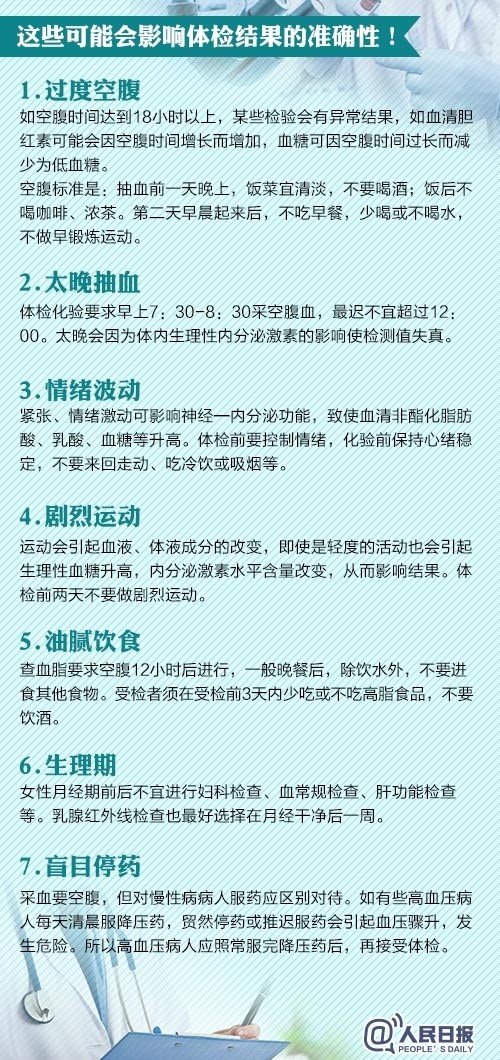 这些可能会影响体检结果的准确性！
1.过度空腹
如空腹时间达到18小时以上，某些检验会有异常结果，如血清胆
红素可能会因空腹时间增长而增加，血糖可因空腹时间过长而减
少为低血糖。
空腹标准是：抽血前一天晚上，饭菜宜清淡，不要喝酒；饭后不
喝咖啡、浓茶。第二天早晨起来后，不吃早餐，少喝或不喝水，
不做早锻炼运动。
2.太晚抽血
体检化验要求早上7；30-8；30采空腹血，最迟不宜超过12；
00。太晚会因为体内生理性内分泌激素的影响使检测值失真。
3.情绪波动
紧张、情绪激动可影响神经一内分泌功能，致使血清非酯化脂肪
酸、乳酸、血糖等升高。体检前要控制情绪，化验前保持心绪稳
定，不要来回走动、吃冷饮或吸烟等。
4.剧烈运动
运动会引起血液、体液成分的改变，即使是轻度的活动也会引起
生理性血糖升高，内分泌激素水平含量改变，从而影响结果。体
检前两天不要做剧烈运动。
5.油腻饮食
查血脂要求空腹12小时后进行，一般晚餐后，除饮水外，不要进
食其他食物。受检者须在受检前3天内少吃或不吃高脂食品，不要
饮酒。
6.生理期
女性月经期前后不宜进行妇科检查、血常规检查、肝功能检查
等。乳腺红外线检查也最好选择在月经干净后一周。
7.盲目停药
采血要空腹，但对慢性病病人服药应区别对待。如有些高血压病
人每天清晨服降压药，贸然停药或推迟服药会引起血压骤升，发
生危险。所以高血压病人应照常服完降压药后，再接受体检。
@人民日报
PEOPLE'S DAILY